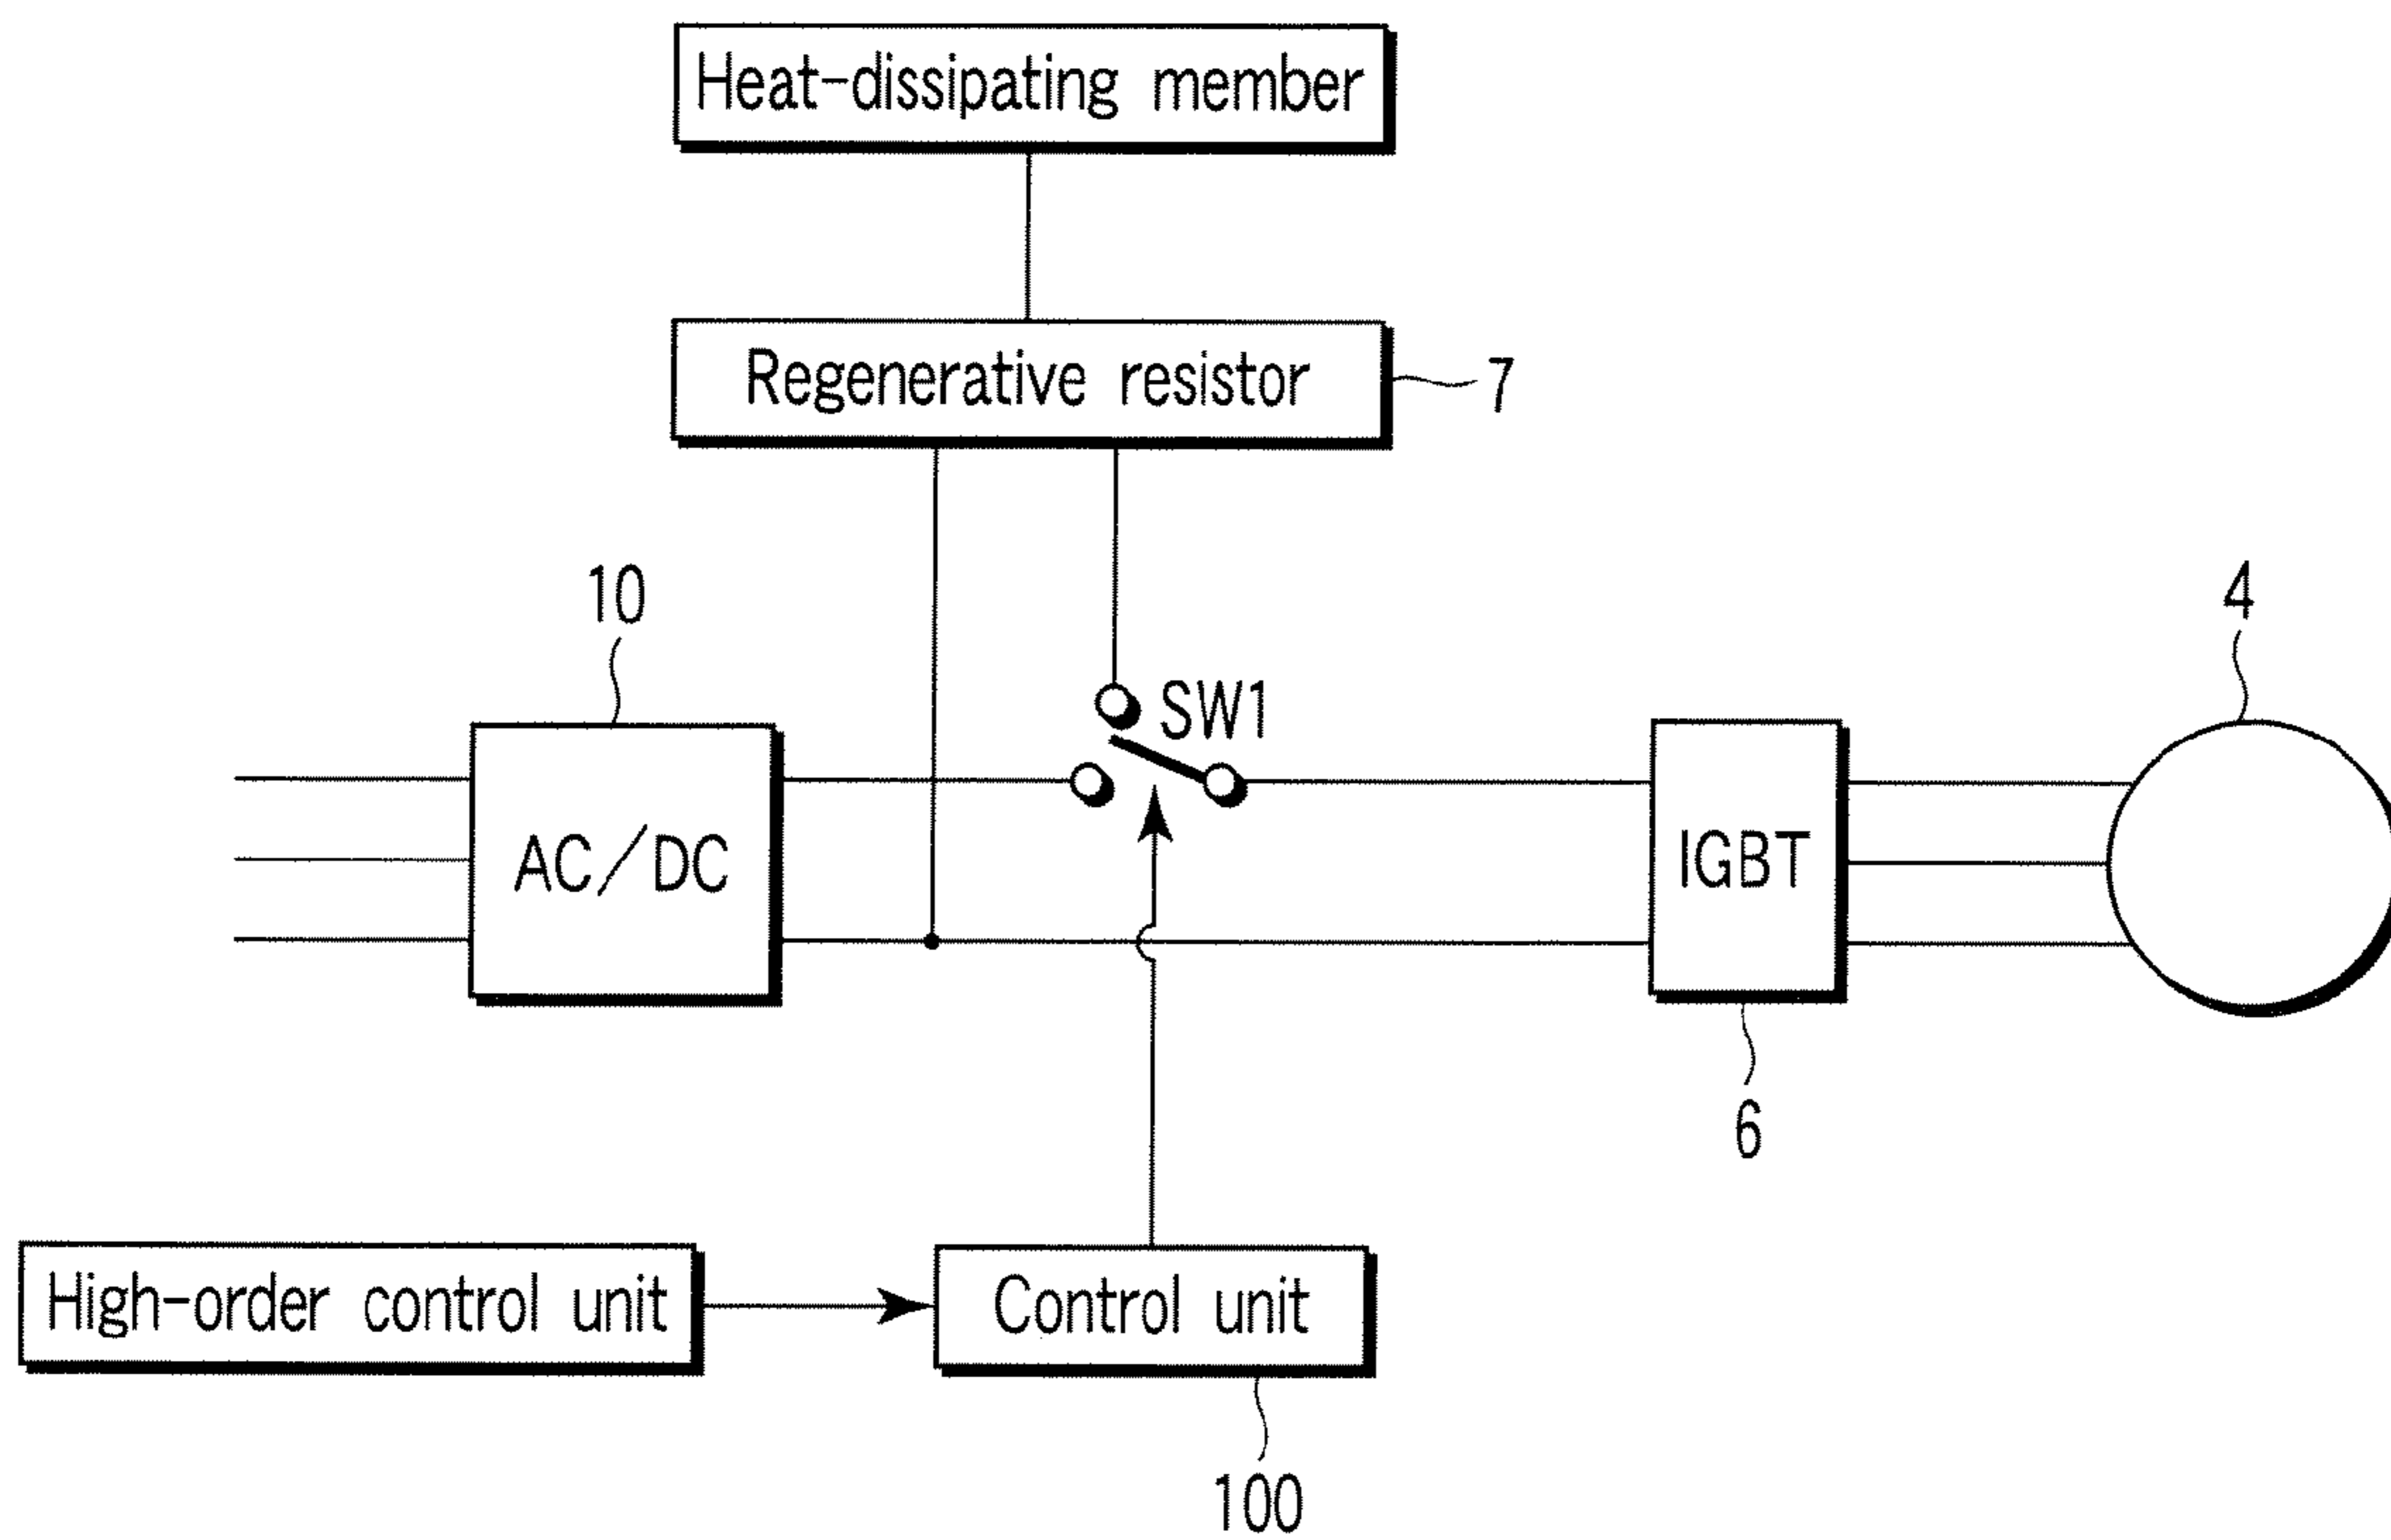 Heat-dissipating member
Regenerative resistor
7
10
4
SW1
AC/DC
IGBT
6
High-order control unit
Control unit
100